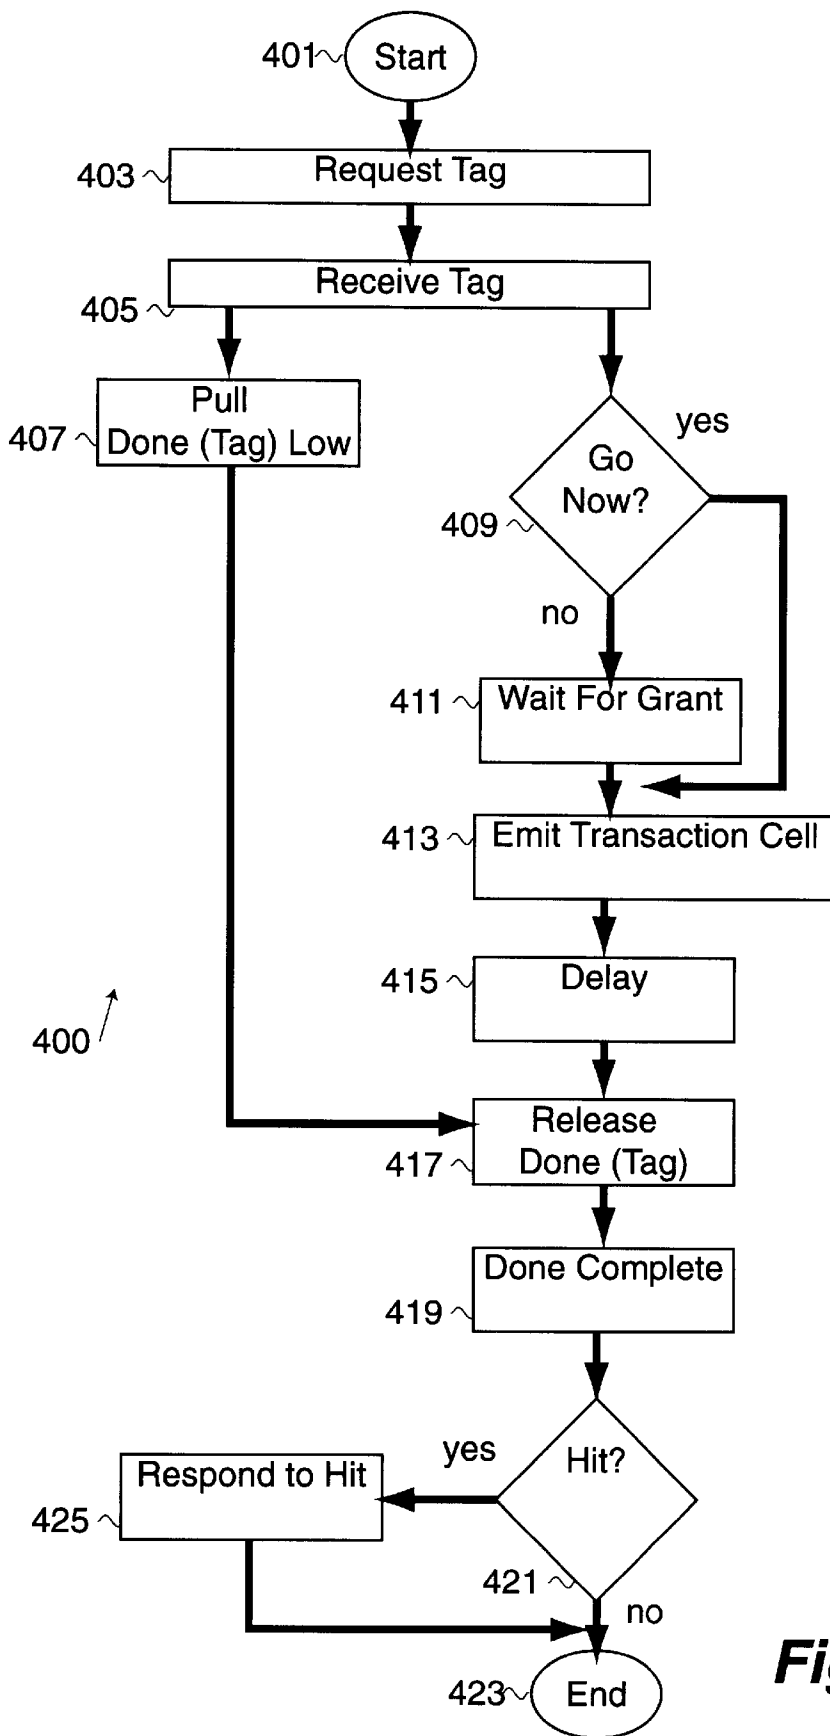 401 Start
403 Request Tag
Receive Tag
405
Pull
407 Done (Tag) Low
yes
Go
Now?
409
no
411 Wait For Grant
413 Emit Transaction Cell
415 Delay
400
Release
417 Done (Tag)
Done Complete
419
yes Hit?
Respond to Hit
425
421
no
423 End